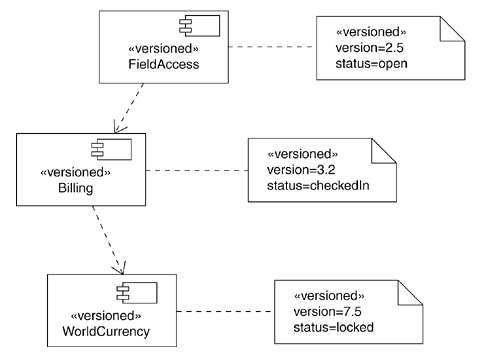 «versioned»
FieldAccess
«versioned»
version=2.5
status=open
«versioned»
Billing
«versioned»
version=3.2
status=checkedIn
«versioned»
WorldCurrency
«versioned»
version=7.5
status=locked